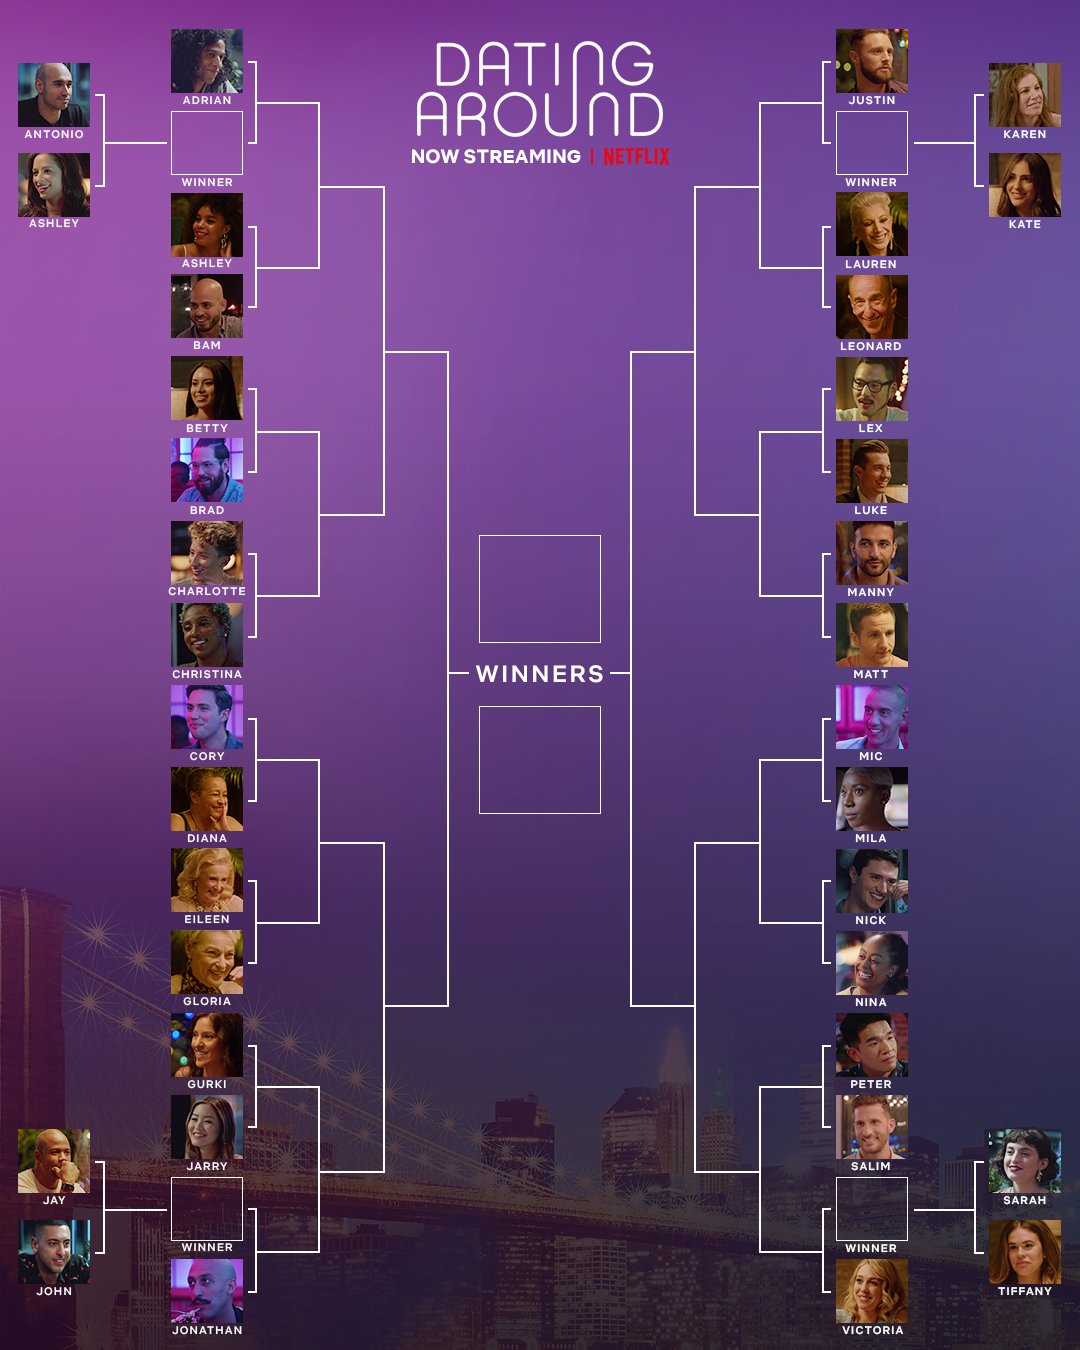 DATING
AROUND
NOW STREAMING | NETFLIX
ANTONIO
ASHLEY
ADRIAN
WINNER
ASHLEY
BAM
BETTY
BRAD
CHARLOTTE
CHRISTINA
CORY
DIANA
EILEEN
GLORIA
GURKI
JARRY
WINNER
JONATHAN
JAY
JOHN
WINNERS
JUSTIN
WINNER
LAUREN
LEONARD
LEX
LUKE
MANNY
MATT
MIC
MILA
NICK
NINA
PETER
SALIM
WINNER
VICTORIA
KAREN
KATE
SARAH
TIFFANY